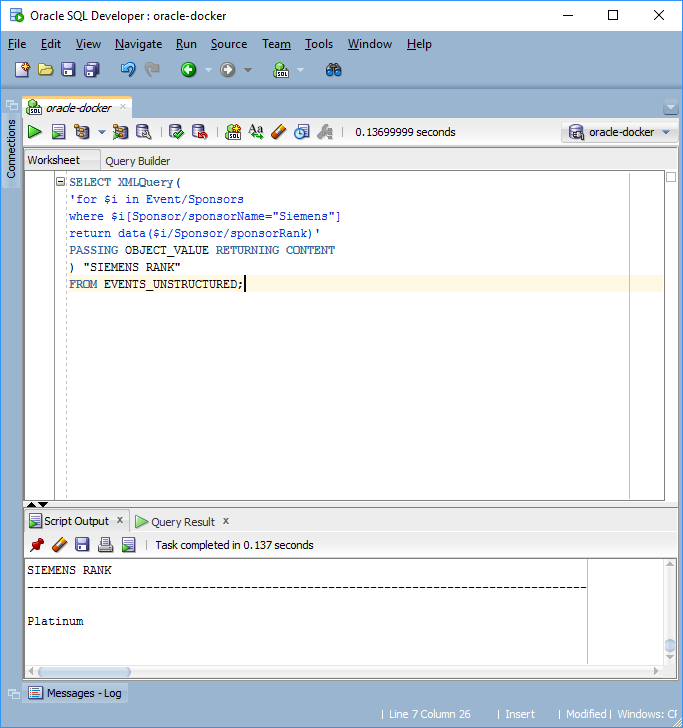 Oracle SQL Developer : oracle-docker
File Edit View Navigate Run Source Team Tools Window Help
oracle-docker
0.13699999 seconds
oracle-docker
Connections
Worksheet Query Builder
SELECT XMLQuery(
'for $i in Event/Sponsors
where $i[Sponsor/sponsorName="Siemens"]
return data($i/Sponsor/sponsorRank)'
PASSING OBJECT_VALUE RETURNING CONTENT
) "SIEMENS RANK"
FROM EVENTS_UNSTRUCTURED;
Script Output x Query Result x
Task completed in 0.137 seconds
SIEMENS RANK
--------------------------------------------------------------------------------
Platinum
Messages - Log
Line 7 Column 26 Insert Modified Windows: CF